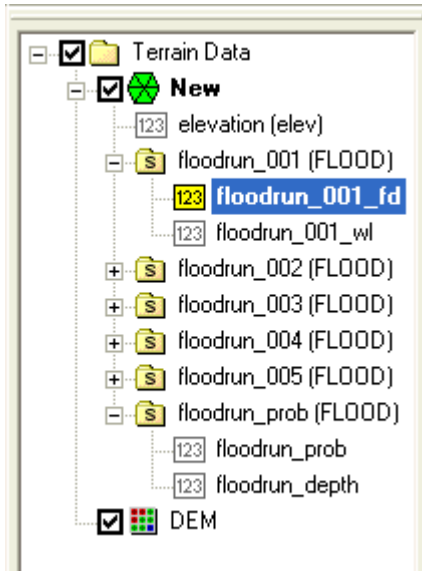 Terrain Data
New
123 elevation (elev)
S floodrun_001 (FLOOD)
123 floodrun_001_fd
123 floodrun_001_wl
S floodrun_002 (FLOOD)
S floodrun_003 (FLOOD)
S floodrun_004 (FLOOD)
S floodrun_005 (FLOOD)
S floodrun_prob (FLOOD)
123 floodrun_prob
123 floodrun_depth
DEM